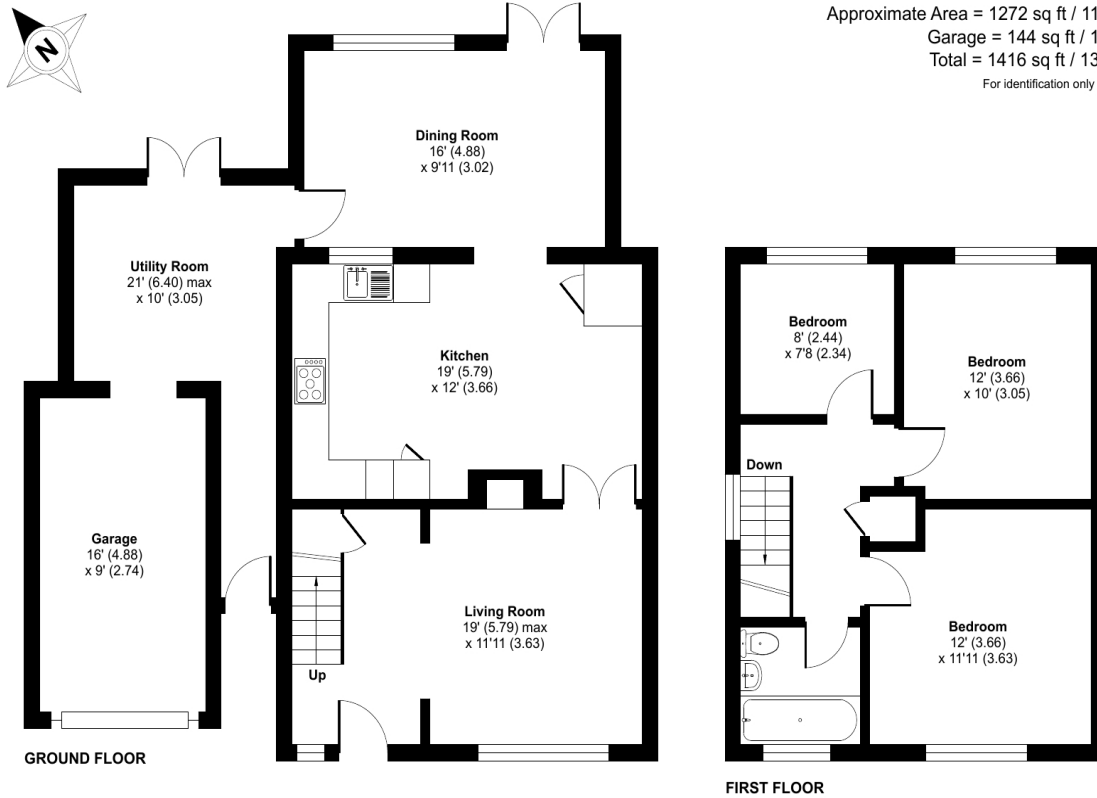 N
Approximate Area = 1272 sq ft / 11
Garage = 144 sq ft / 1
Total = 1416 sq ft / 13
For identification only
Dining Room
16' (4.88)
x 9'11 (3.02)
Utility Room
21' (6.40) max
x 10' (3.05)
Kitchen
19' (5.79)
x 12' (3.66)
Garage
16' (4.88)
x 9' (2.74)
Living Room
19' (5.79) max
x 11'11 (3.63)
Up
GROUND FLOOR
Bedroom
8' (2.44)
x 7'8 (2.34)
Bedroom
12' (3.66)
x 10' (3.05)
Down
Bedroom
12' (3.66)
x 11'11 (3.63)
FIRST FLOOR